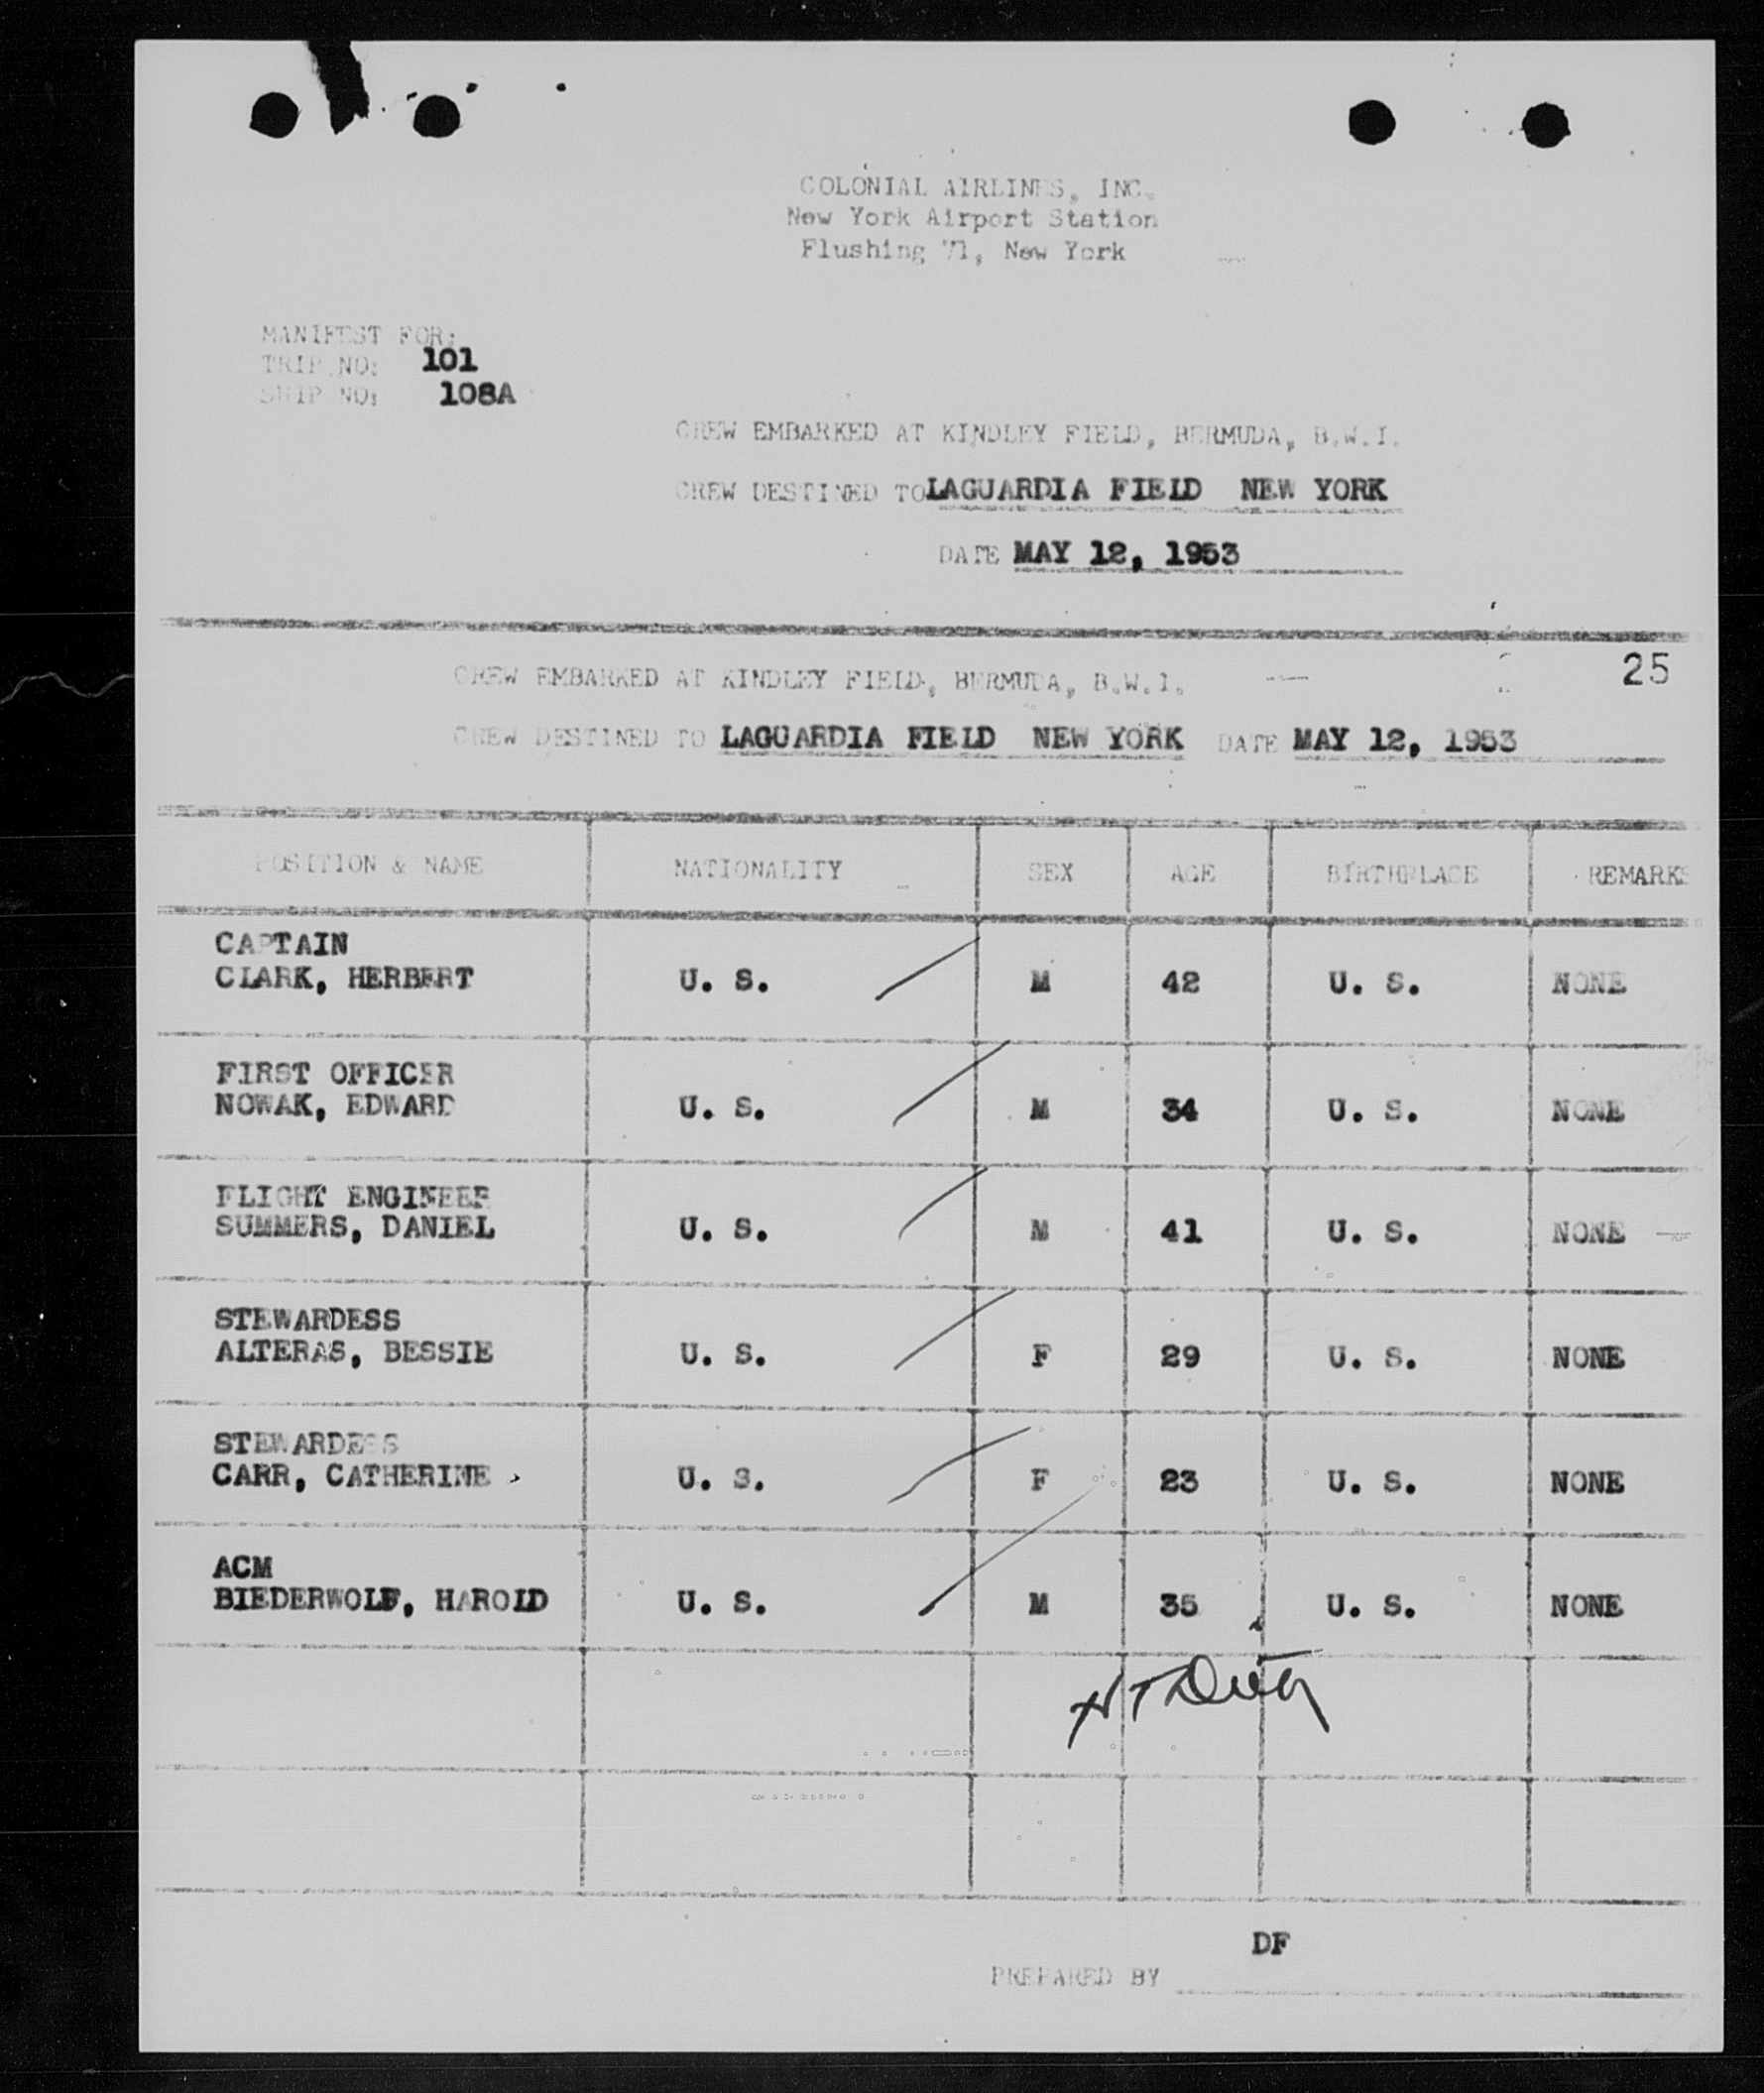 COLONIAL AIRLINES, INC.
New York Airport Station
Flushing 71, New York
MANIFEST FOR:
TRIP NO: 101
SHIP NO: 108A
CREW EMBARKED AT KINDLEY FIELD, BERMUDA, B.W.I.
CREW DESTINED TO LAGUARDIA FIELD NEW YORK
DATE MAY 12, 1953
25
CREW EMBARKED AT KINDLEY FIELD, BERMUDA, B.W.I.
CREW DESTINED TO LAGUARDIA FIELD NEW YORK DATE MAY 12, 1953
POSITION & NAME NATIONALITY SEX AGE BIRTHPLACE REMARKS
CAPTAIN
CLARK, HERBERT U. S. M 42 U. S. NONE
FIRST OFFICER
NOWAK, EDWARD U. S. M 34 U. S. NONE
FLIGHT ENGINEER
SUMMERS, DANIEL U. S. M 41 U. S. NONE
STEWARDESS
ALTERAS, BESSIE U. S. F 29 U. S. NONE
STEWARDESS
CARR, CATHERINE U. S. F 23 U. S. NONE
ACM
BIEDERWOLF, HAROLD U. S. M 35 U. S. NONE
DF
PREPARED BY